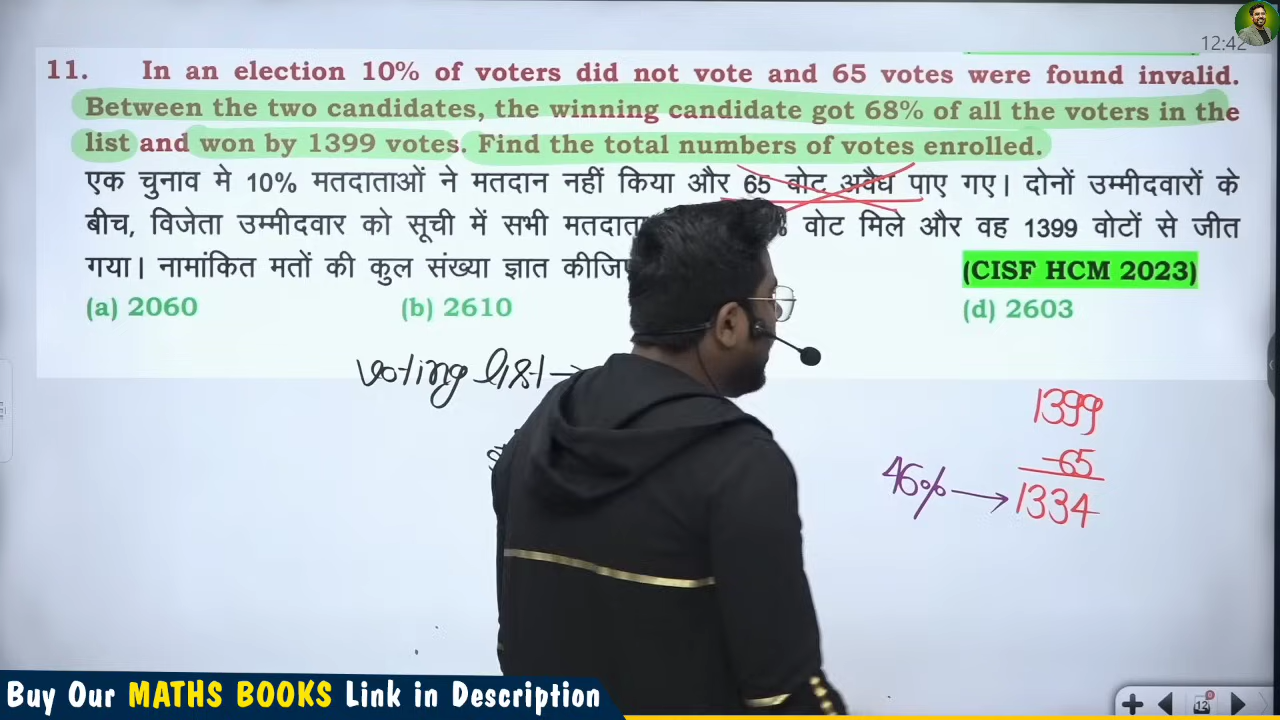 12:42
11. In an election 10% of voters did not vote and 65 votes were found invalid.
Between the two candidates, the winning candidate got 68% of all the voters in the
list and won by 1399 votes. Find the total numbers of votes enrolled.
एक चुनाव मे 10% मतदाताओं ने मतदान नहीं किया और 65 वोट अवैध पाए गए। दोनों उम्मीदवारों के
बीच, विजेता उम्मीदवार को सूची में सभी वोट मिले और वह 1399 वोटों से जीत
गया। नामांकित मतों की कुल संख्या ज्ञात (CISF HCM 2023)
(a) 2060 (b) 2610 (d) 2603
voting list →
1399
-65
46% → 1334
Buy Our MATHS BOOKS Link in Description
12